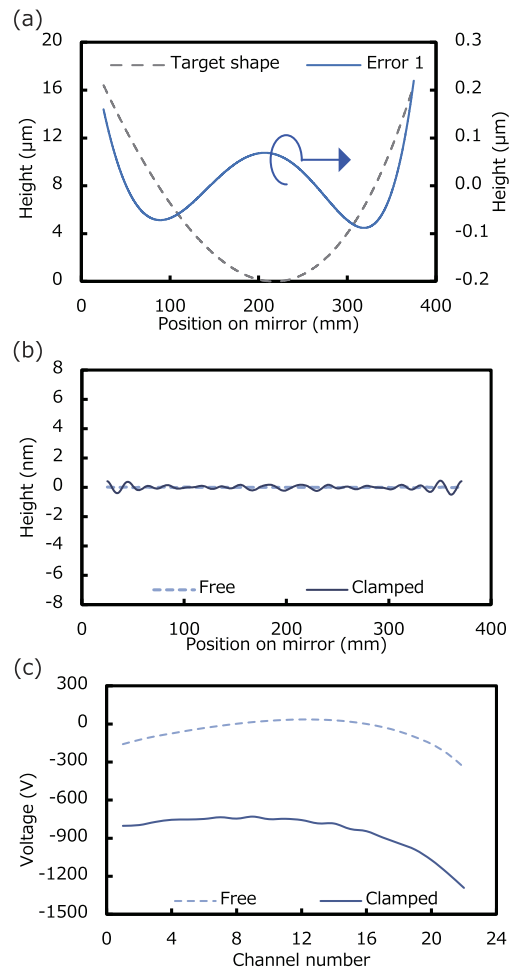 (a)
20 0.3
Target shape Error 1
16 0.2
12 0.1
8 0.0
4 -0.1
0 -0.2
Height (μm)
Height (μm)
0 100 200 300 400
Position on mirror (mm)
(b)
8
6
4
2
0
-2
-4
-6
-8
Height (nm)
Free Clamped
0 100 200 300 400
Position on mirror (mm)
(c)
300
0
-300
-600
-900
-1200
-1500
Voltage (V)
Free Clamped
0 4 8 12 16 20 24
Channel number